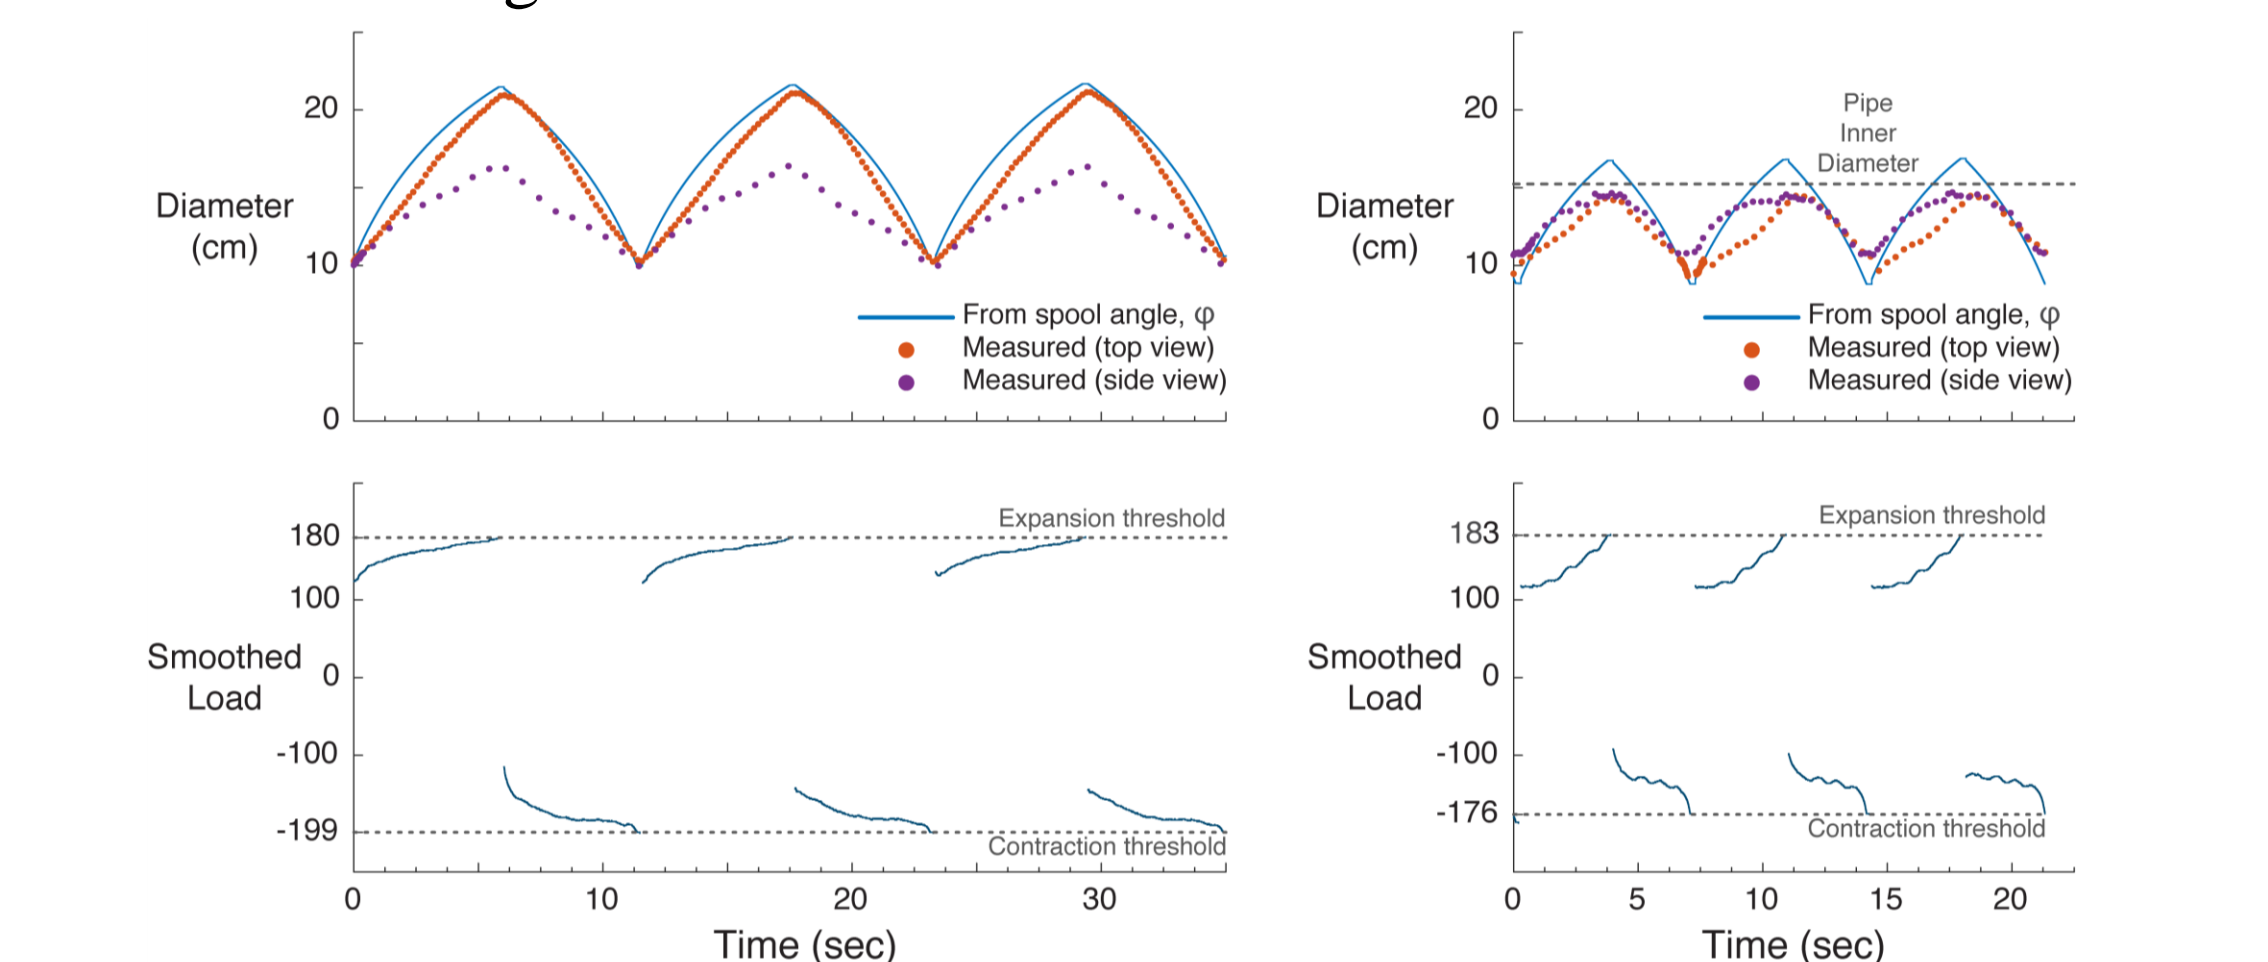 g
20
10
0
Diameter
(cm)
From spool angle, φ
Measured (top view)
Measured (side view)
20
10
0
Diameter
(cm)
Pipe
Inner
Diameter
From spool angle, φ
Measured (top view)
Measured (side view)
180
100
0
-100
-199
Smoothed
Load
Expansion threshold
Contraction threshold
0 10 20 30
Time (sec)
183
100
0
-100
-176
Smoothed
Load
Expansion threshold
Contraction threshold
0 5 10 15 20
Time (sec)